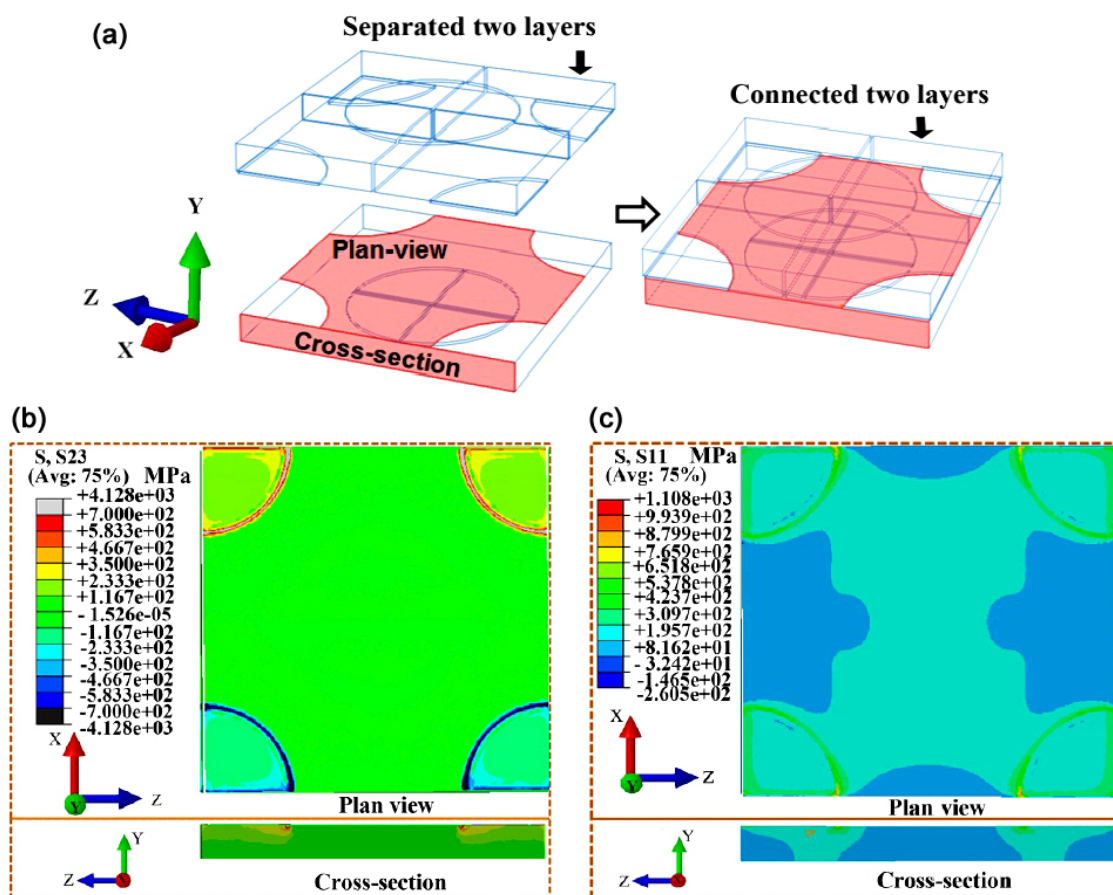 (a)
Separated two layers
Connected two layers
Plan-view
Cross-section
Y
Z
X
(b)
S, S23
(Avg: 75%) MPa
+4.128e+03
+7.000e+02
+5.833e+02
+4.667e+02
+3.500e+02
+2.333e+02
+1.167e+02
-1.526e-05
-1.167e+02
-2.333e+02
-3.500e+02
-4.667e+02
-5.833e+02
-7.000e+02
-4.128e+03
X
Y
Z
Plan view
Y
Z
X
Cross-section
(c)
S, S11 MPa
(Avg: 75%)
+1.108e+03
+9.939e+02
+8.799e+02
+7.659e+02
+6.518e+02
+5.378e+02
+4.237e+02
+3.097e+02
+1.957e+02
+8.162e+01
-3.242e+01
-1.465e+02
-2.605e+02
X
Y
Z
Plan view
Y
Z
X
Cross-section